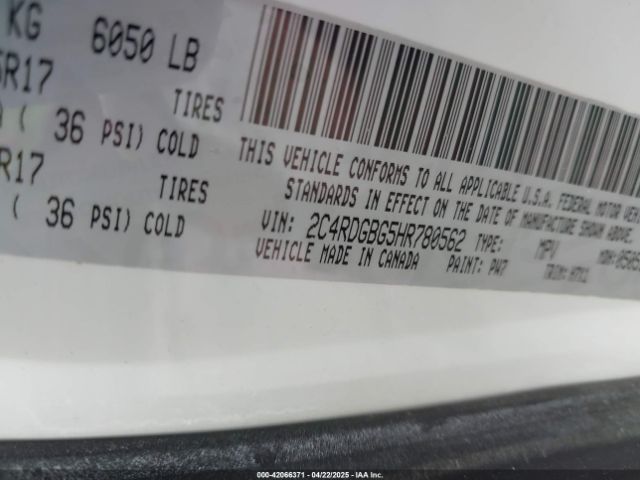 KG 6050 LB
R17 TIRES
( 36 PSI) COLD
R17 TIRES
( 36 PSI) COLD
THIS VEHICLE CONFORMS TO ALL APPLICABLE U.S.A. FEDERAL MOTOR
STANDARDS IN EFFECT ON THE DATE OF MANUFACTURE SHOWN ABOVE.
VIN: 2C4RDGBG5HR780562 TYPE: MPV MDH:
VEHICLE MADE IN CANADA PAINT: PW7 TRIM:
000-42066371 - 04/22/2025 - IAA Inc.